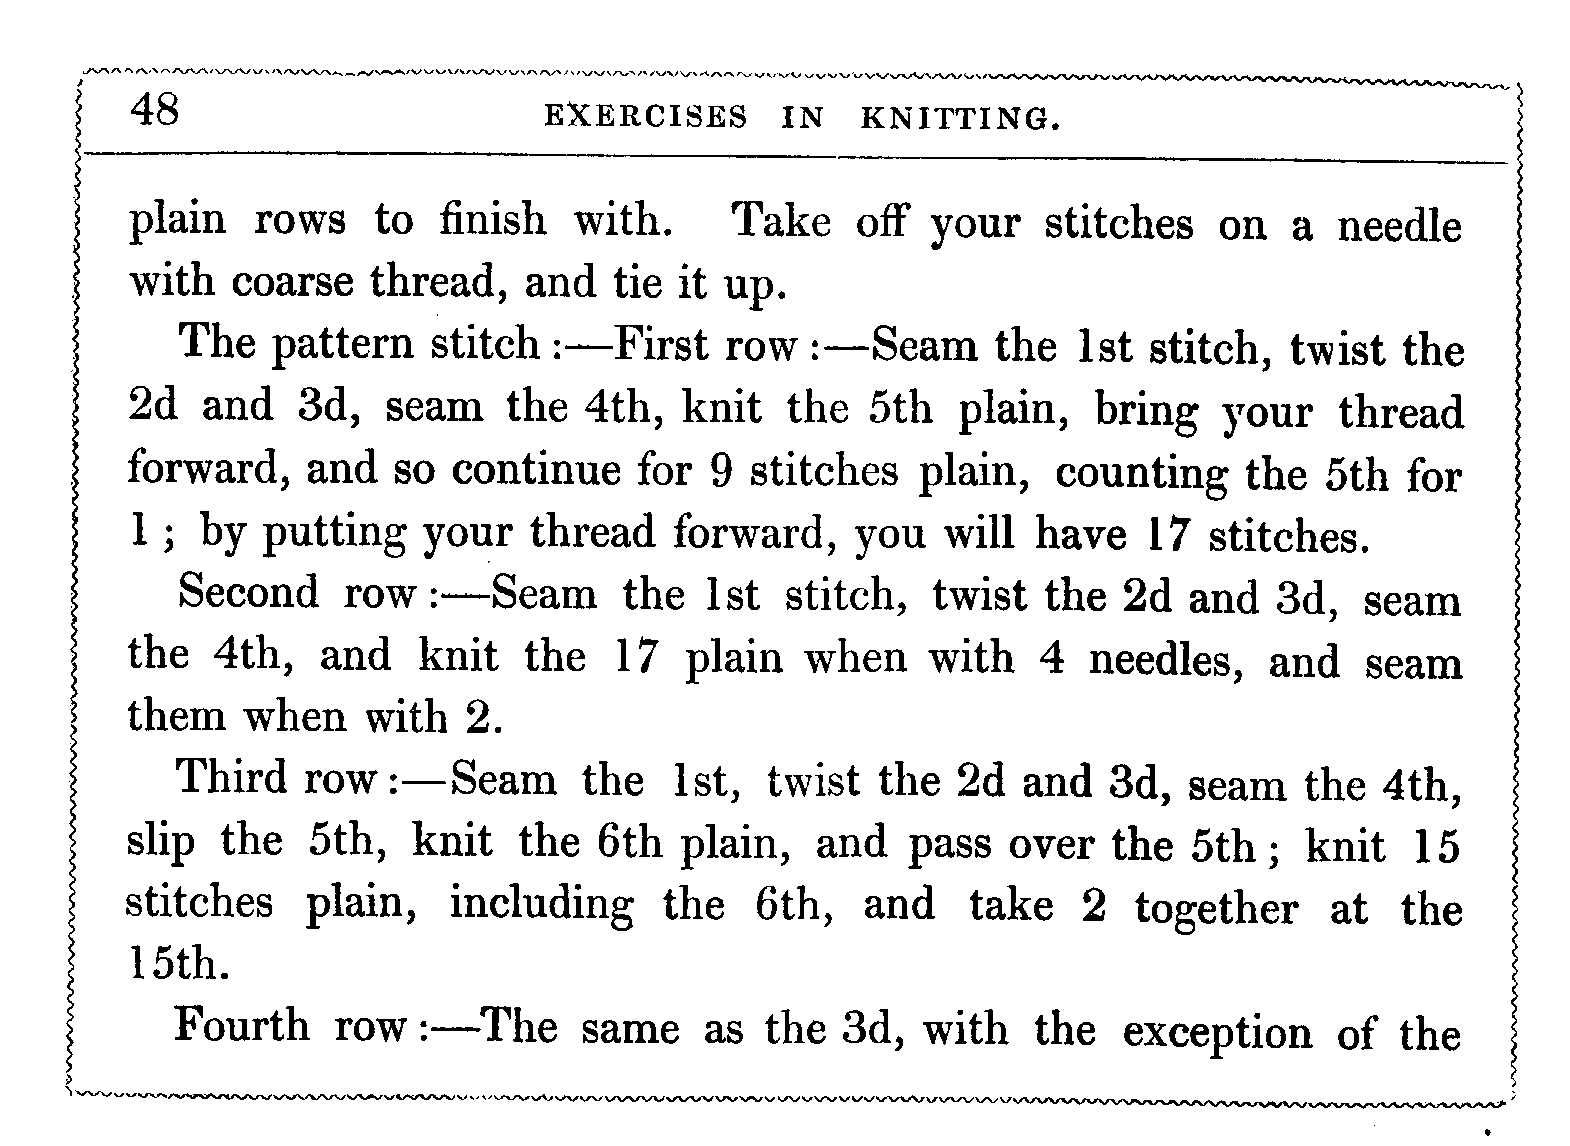 48 EXERCISES IN KNITTING.
plain rows to finish with. Take off your stitches on a needle
with coarse thread, and tie it up.
The pattern stitch :—First row :—Seam the 1st stitch, twist the
2d and 3d, seam the 4th, knit the 5th plain, bring your thread
forward, and so continue for 9 stitches plain, counting the 5th for
1 ; by putting your thread forward, you will have 17 stitches.
Second row :—Seam the 1st stitch, twist the 2d and 3d, seam
the 4th, and knit the 17 plain when with 4 needles, and seam
them when with 2.
Third row :—Seam the 1st, twist the 2d and 3d, seam the 4th,
slip the 5th, knit the 6th plain, and pass over the 5th ; knit 15
stitches plain, including the 6th, and take 2 together at the
15th.
Fourth row :—The same as the 3d, with the exception of the